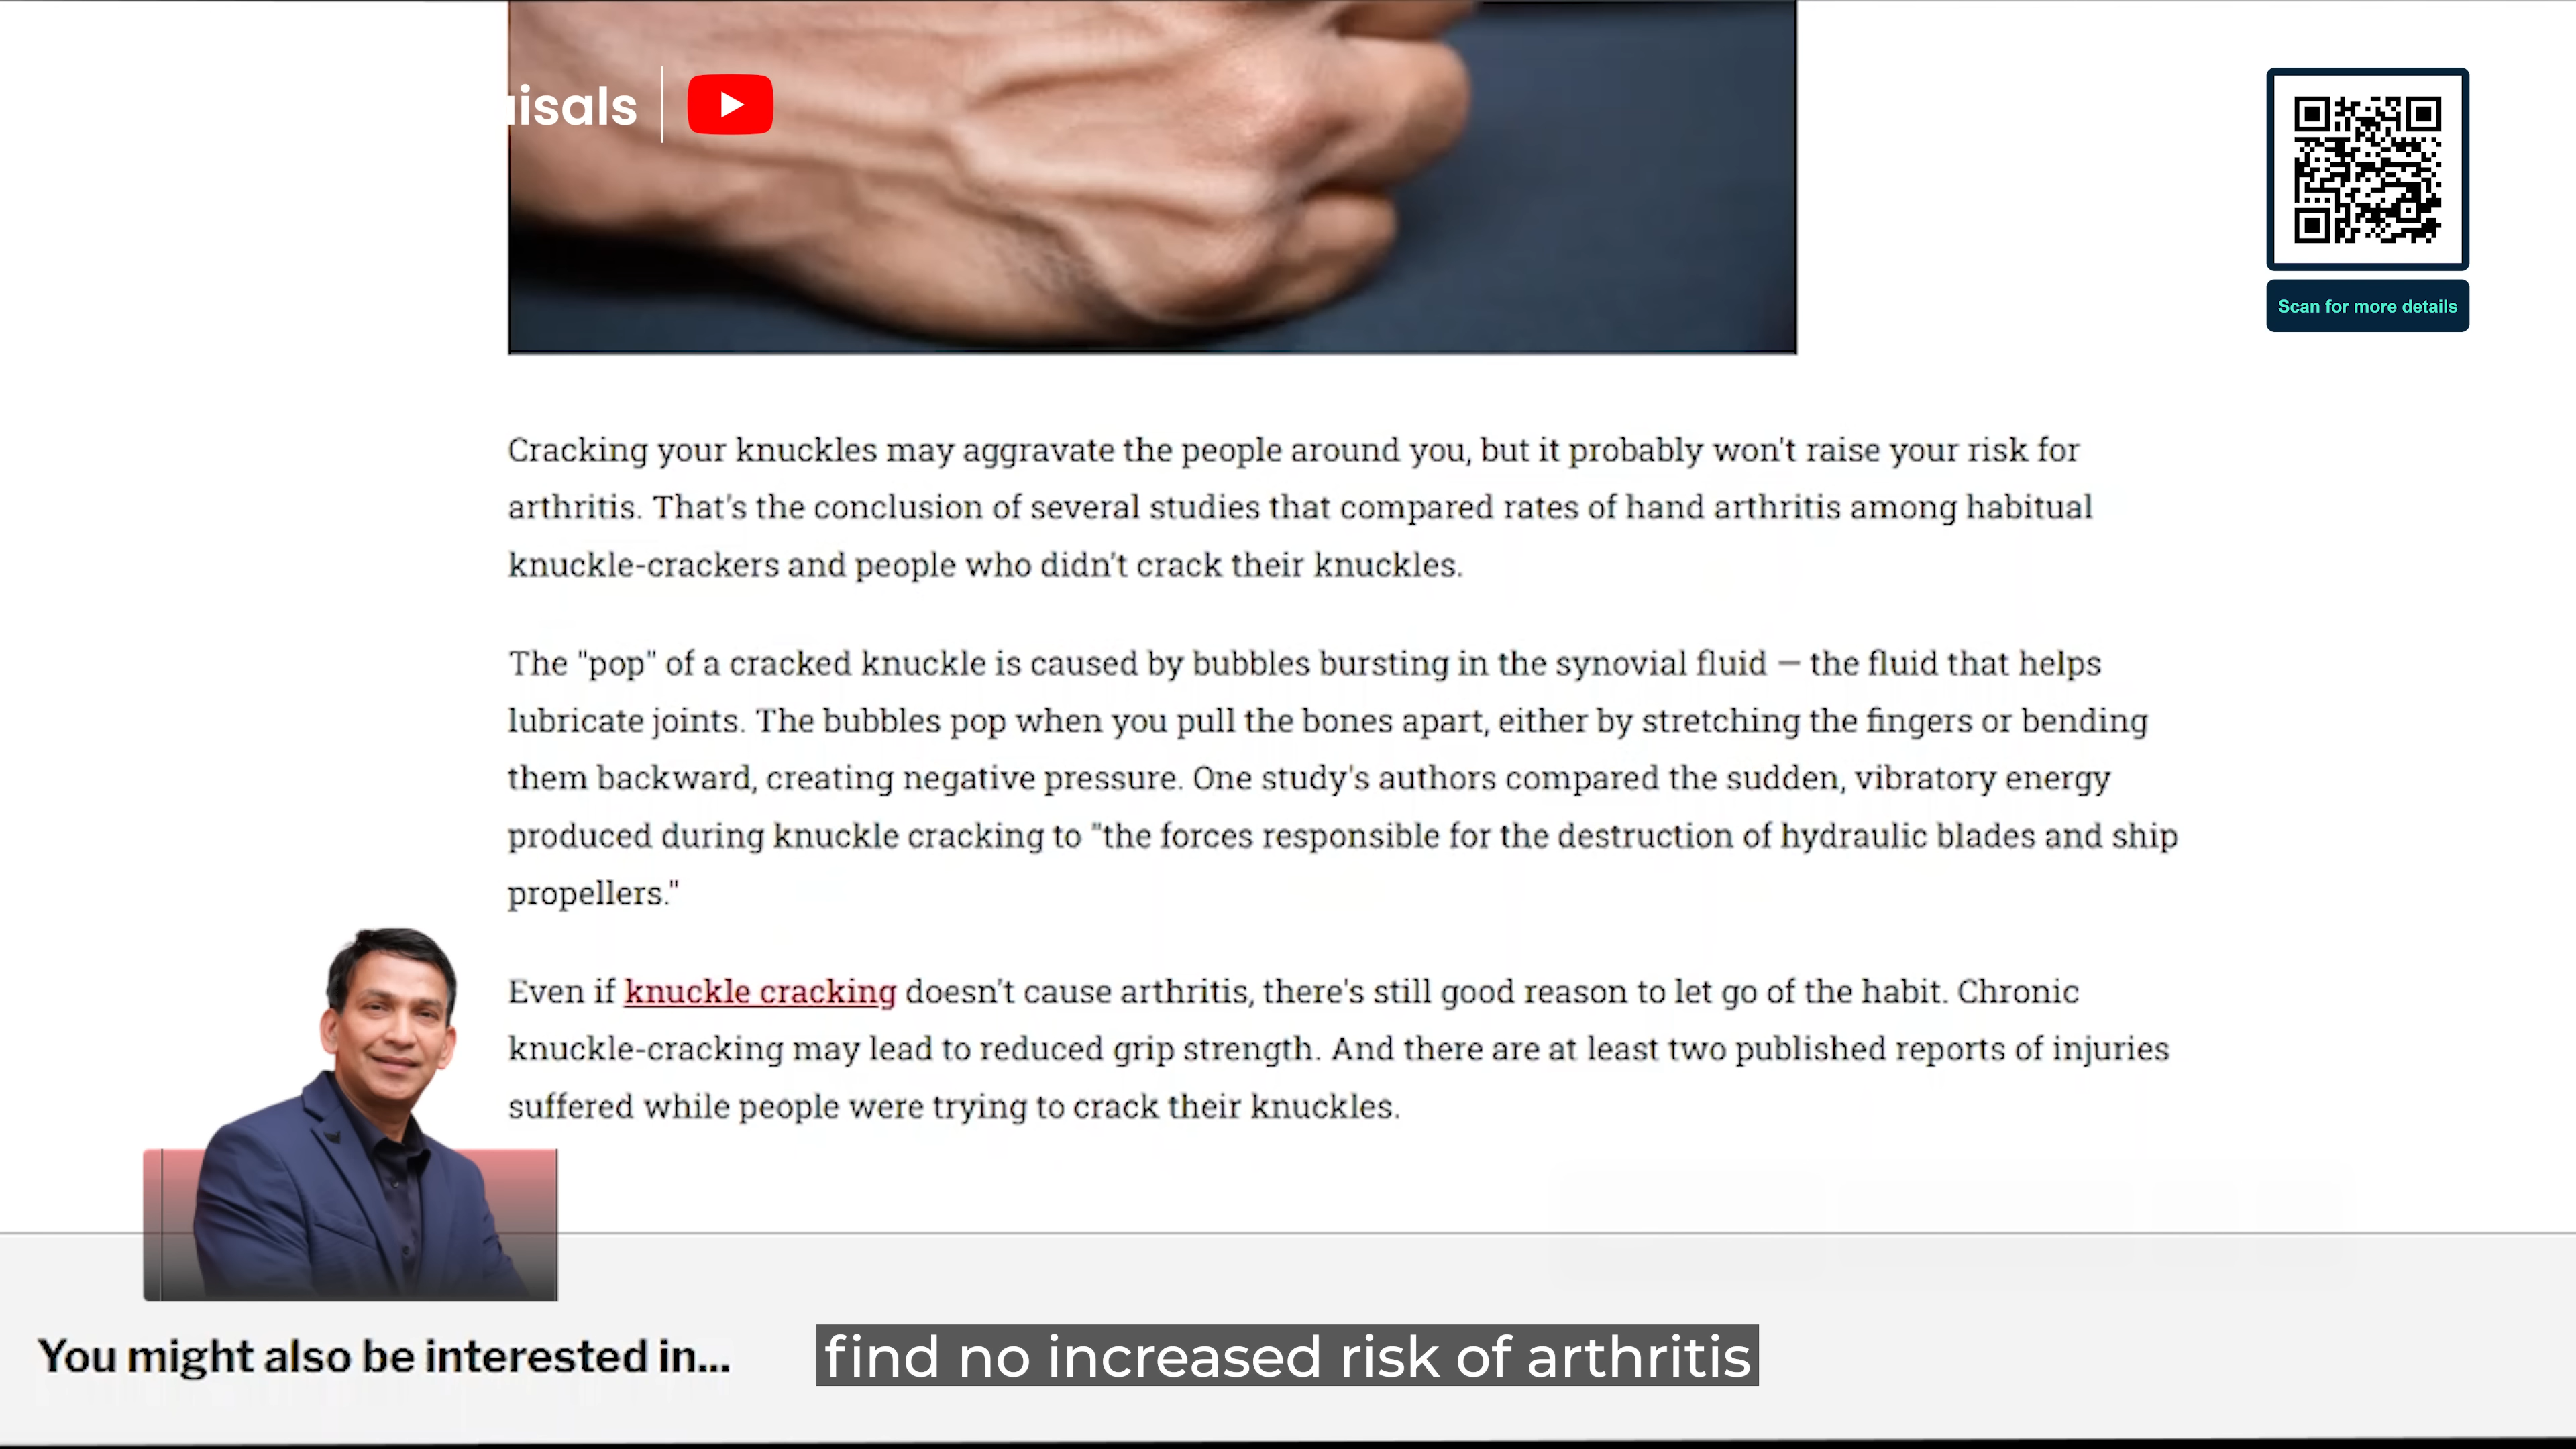 Scan for more details
Cracking your knuckles may aggravate the people around you, but it probably won't raise your risk for
arthritis. That's the conclusion of several studies that compared rates of hand arthritis among habitual
knuckle-crackers and people who didn't crack their knuckles.
The "pop" of a cracked knuckle is caused by bubbles bursting in the synovial fluid — the fluid that helps
lubricate joints. The bubbles pop when you pull the bones apart, either by stretching the fingers or bending
them backward, creating negative pressure. One study's authors compared the sudden, vibratory energy
produced during knuckle cracking to "the forces responsible for the destruction of hydraulic blades and ship
propellers."
Even if knuckle cracking doesn't cause arthritis, there's still good reason to let go of the habit. Chronic
knuckle-cracking may lead to reduced grip strength. And there are at least two published reports of injuries
suffered while people were trying to crack their knuckles.
You might also be interested in...
find no increased risk of arthritis